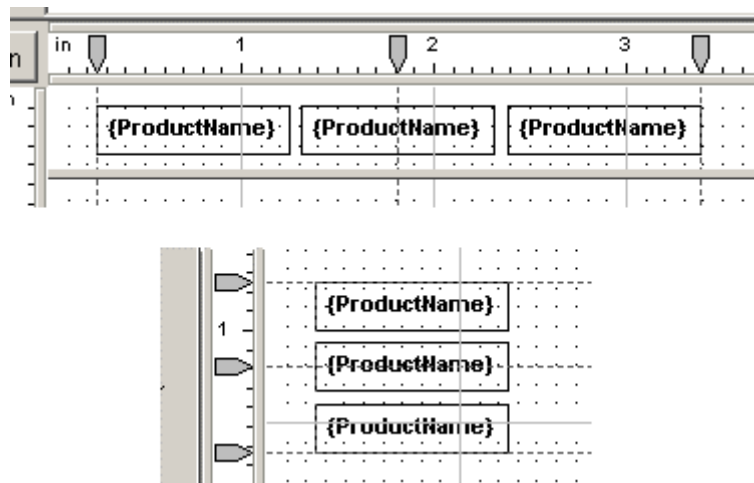 in 1 2 3
n
{ProductName} {ProductName} {ProductName}
{ProductName}
1
{ProductName}
{ProductName}